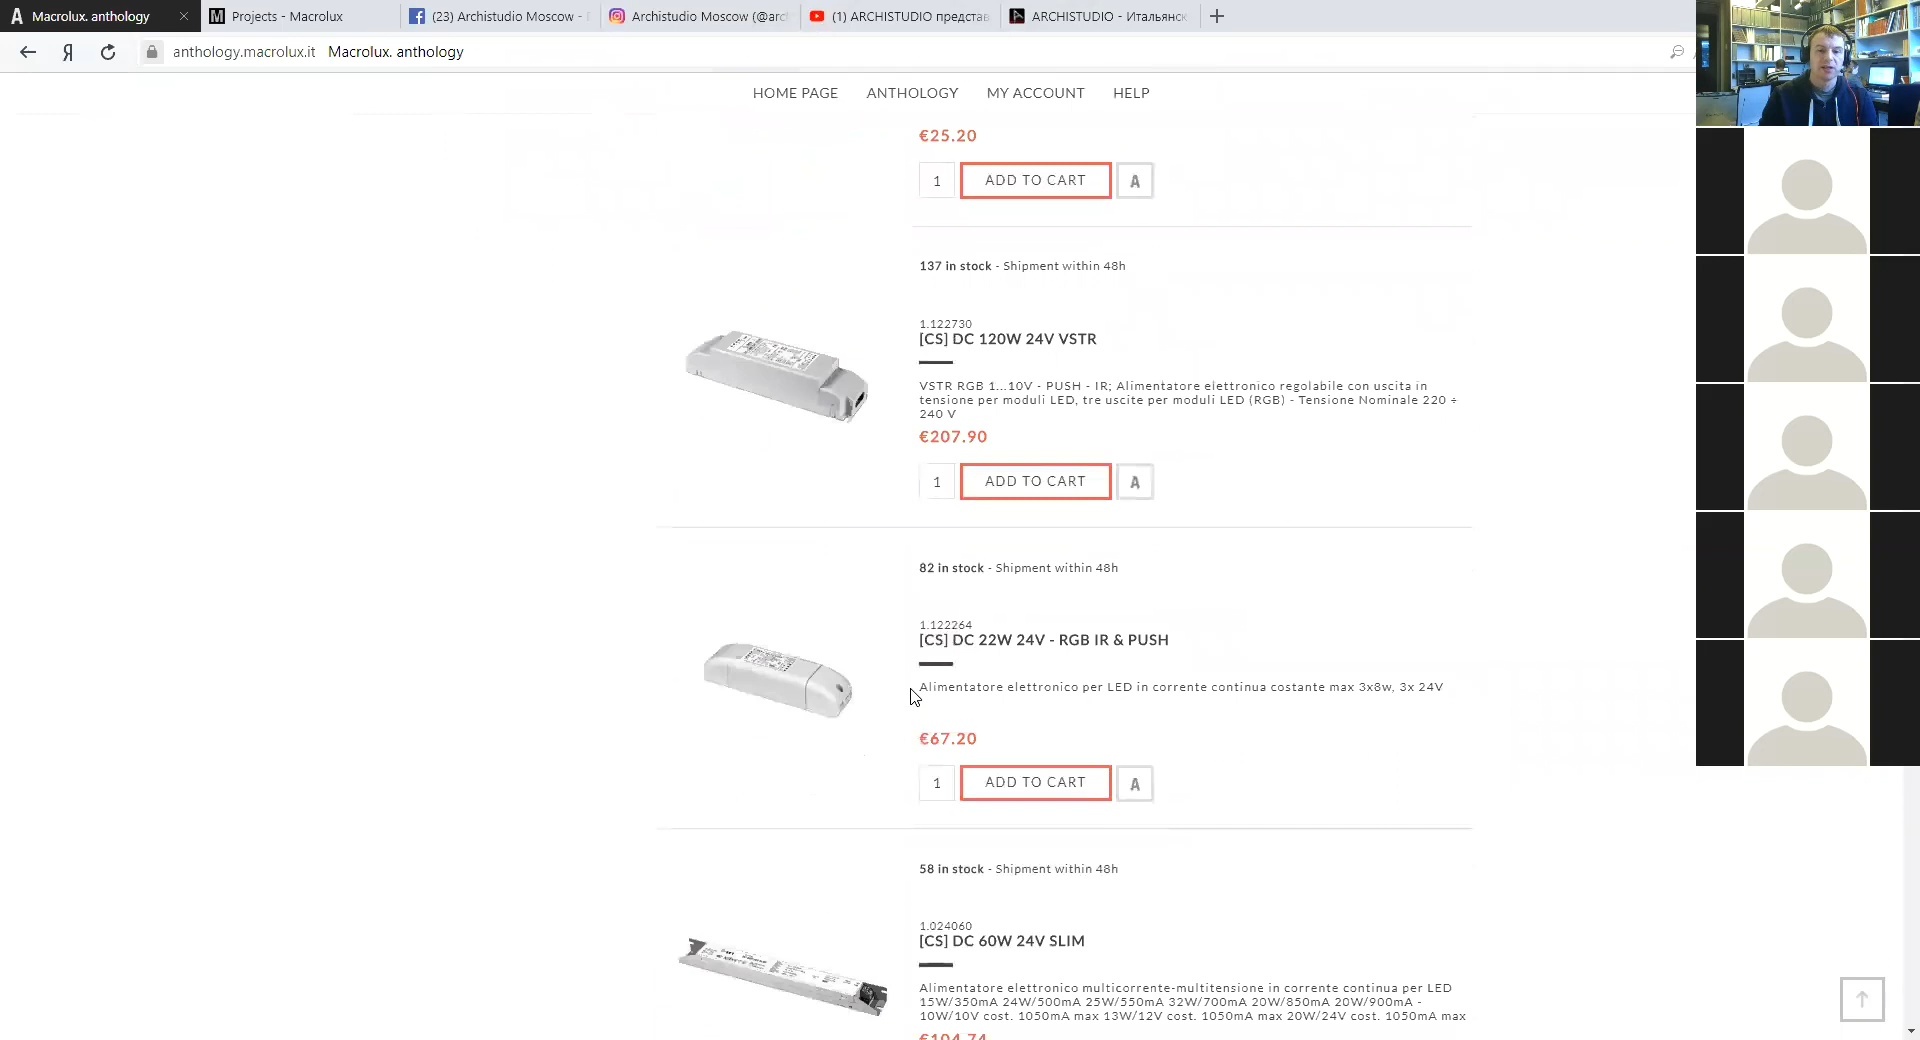 Macrolux. anthology
Projects - Macrolux
(23) Archistudio Moscow -
Archistudio Moscow (@arc
(1) ARCHISTUDIO представ
ARCHISTUDIO - Итальянск
Я
anthology.macrolux.it Macrolux. anthology
HOME PAGE ANTHOLOGY MY ACCOUNT HELP
€25.20
1 ADD TO CART A
137 in stock - Shipment within 48h
1.122730
[CS] DC 120W 24V VSTR
VSTR RGB 1...10V - PUSH - IR; Alimentatore elettronico regolabile con uscita in
tensione per moduli LED, tre uscite per moduli LED (RGB) - Tensione Nominale 220 ÷
240 V
€207.90
1 ADD TO CART A
82 in stock - Shipment within 48h
1.122264
[CS] DC 22W 24V - RGB IR & PUSH
Alimentatore elettronico per LED in corrente continua costante max 3x8w, 3x 24V
€67.20
1 ADD TO CART A
58 in stock - Shipment within 48h
1.024060
[CS] DC 60W 24V SLIM
Alimentatore elettronico multicorrente-multitensione in corrente continua per LED
15W/350mA 24W/500mA 25W/550mA 32W/700mA 20W/850mA 20W/900mA -
10W/10V cost. 1050mA max 13W/12V cost. 1050mA max 20W/24V cost. 1050mA max
€104.74